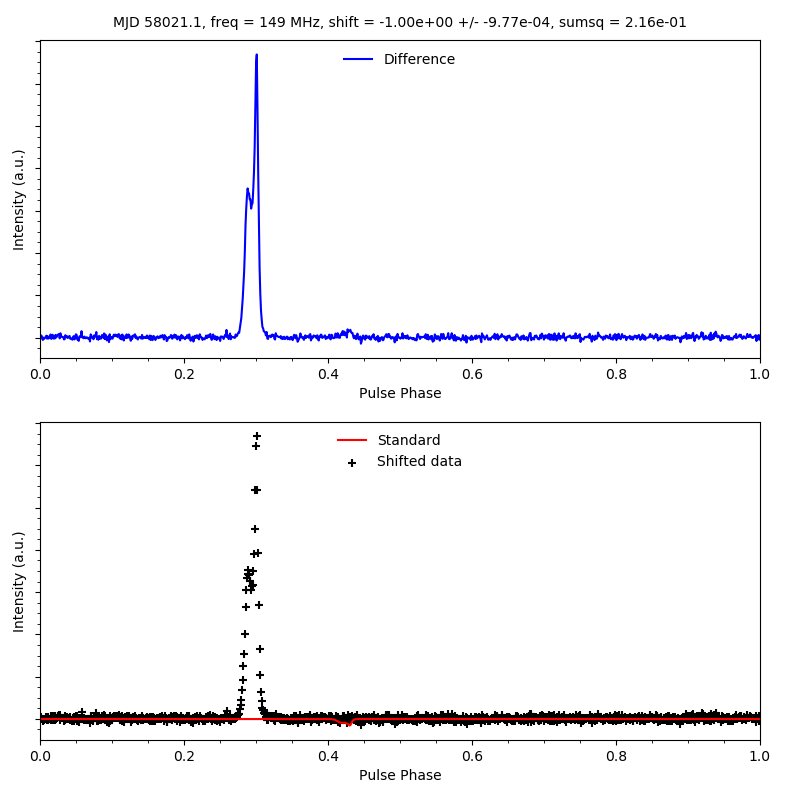 MJD 58021.1, freq = 149 MHz, shift = -1.00e+00 +/- -9.77e-04, sumsq = 2.16e-01
Difference
Intensity (a.u.)
0.0 0.2 0.4 0.6 0.8 1.0
Pulse Phase
Standard
Shifted data
Intensity (a.u.)
0.0 0.2 0.4 0.6 0.8 1.0
Pulse Phase